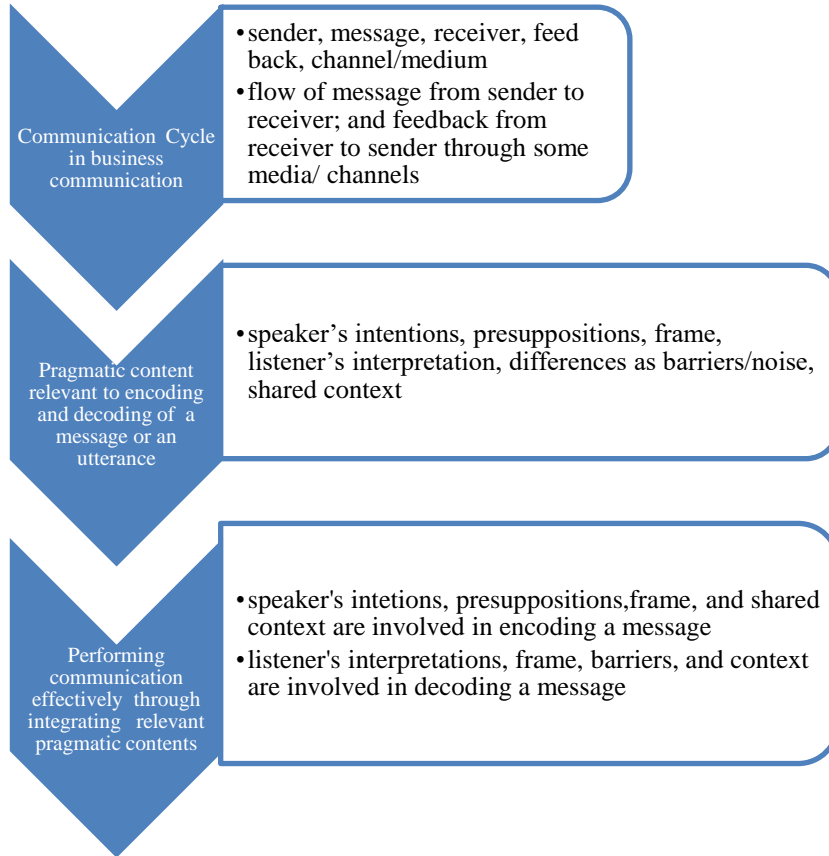 Communication Cycle
in business
communication
•sender, message, receiver, feed
back, channel/medium
•flow of message from sender to
receiver; and feedback from
receiver to sender through some
media/ channels
Pragmatic content
relevant to encoding
and decoding of a
message or an
utterance
•speaker’s intentions, presuppositions, frame,
listener’s interpretation, differences as barriers/noise,
shared context
Performing
communication
effectively through
integrating relevant
pragmatic contents
•speaker's intetions, presuppositions,frame, and shared
context are involved in encoding a message
•listener's interpretations, frame, barriers, and context
are involved in decoding a message